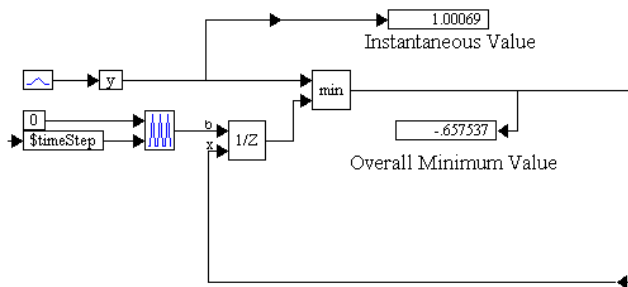 1.00069
Instantaneous Value
y
min
0
$timeStep
b
x
1/Z
-.657537
Overall Minimum Value